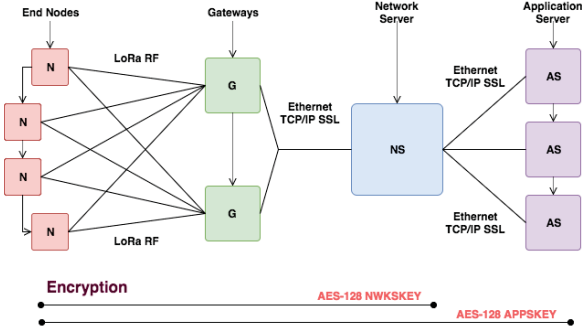 End Nodes
Gateways
Network
Server
Application
Server
LoRa RF
N
N
N
N
LoRa RF
G
G
Ethernet
TCP/IP SSL
NS
Ethernet
TCP/IP SSL
Ethernet
TCP/IP SSL
AS
AS
AS
Encryption
AES-128 NWKSKEY
AES-128 APPSKEY